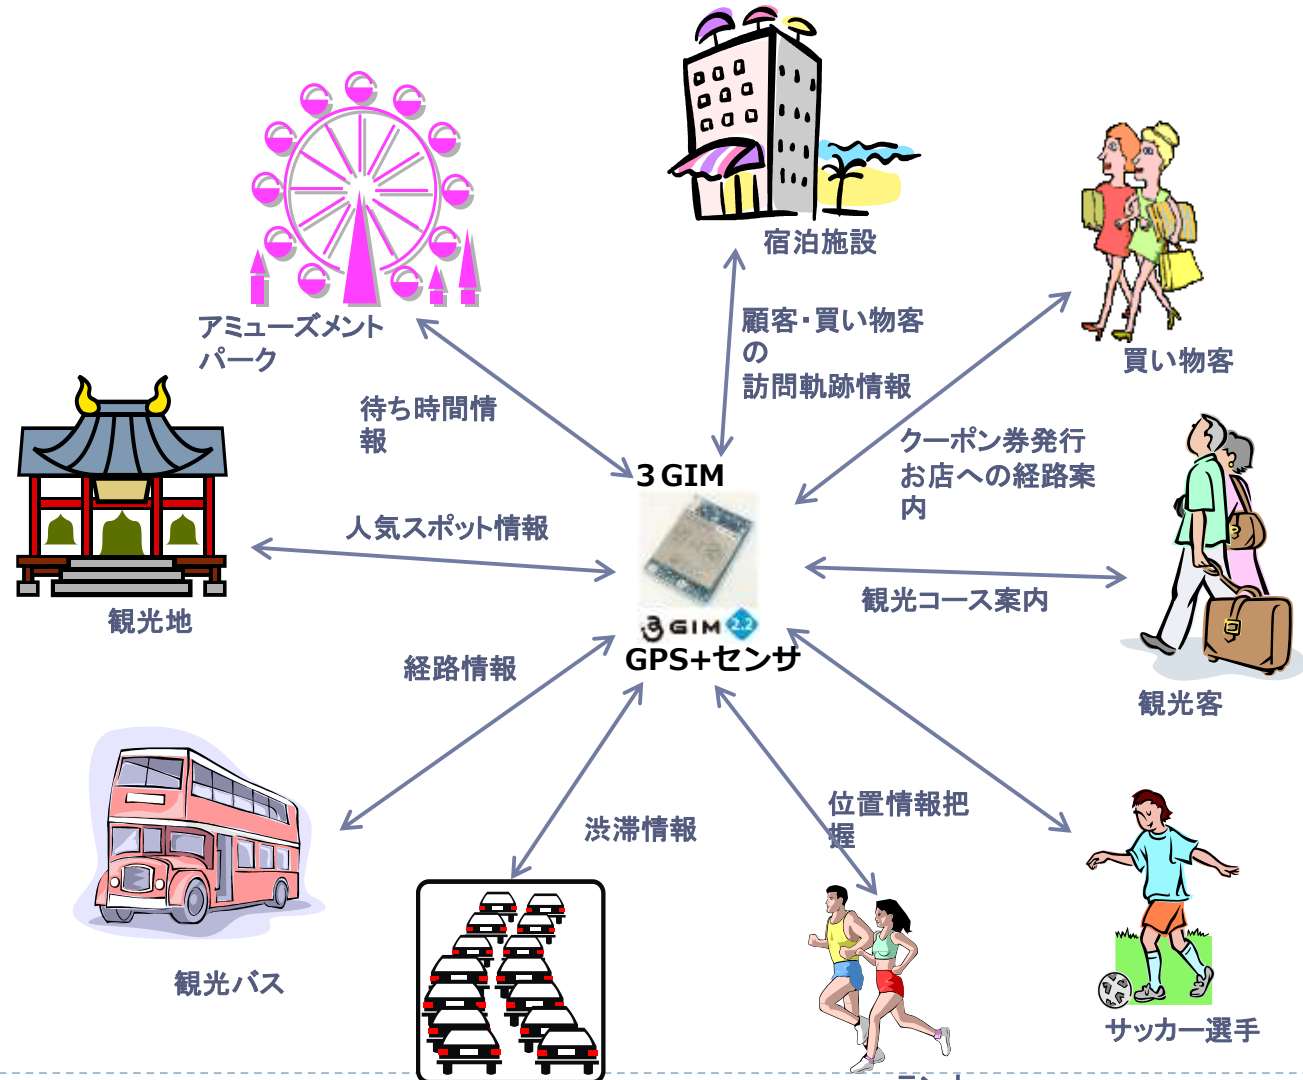 宿泊施設
アミューズメント
パーク
顧客・買い物客
の
訪問軌跡情報
買い物客
待ち時間情
報
クーポン券発行
お店への経路案
内
３GIM
人気スポット情報
観光地
観光コース案内
3GIM 2.2
GPS+センサ
経路情報
観光客
位置情報把
握
渋滞情報
観光バス
サッカー選手